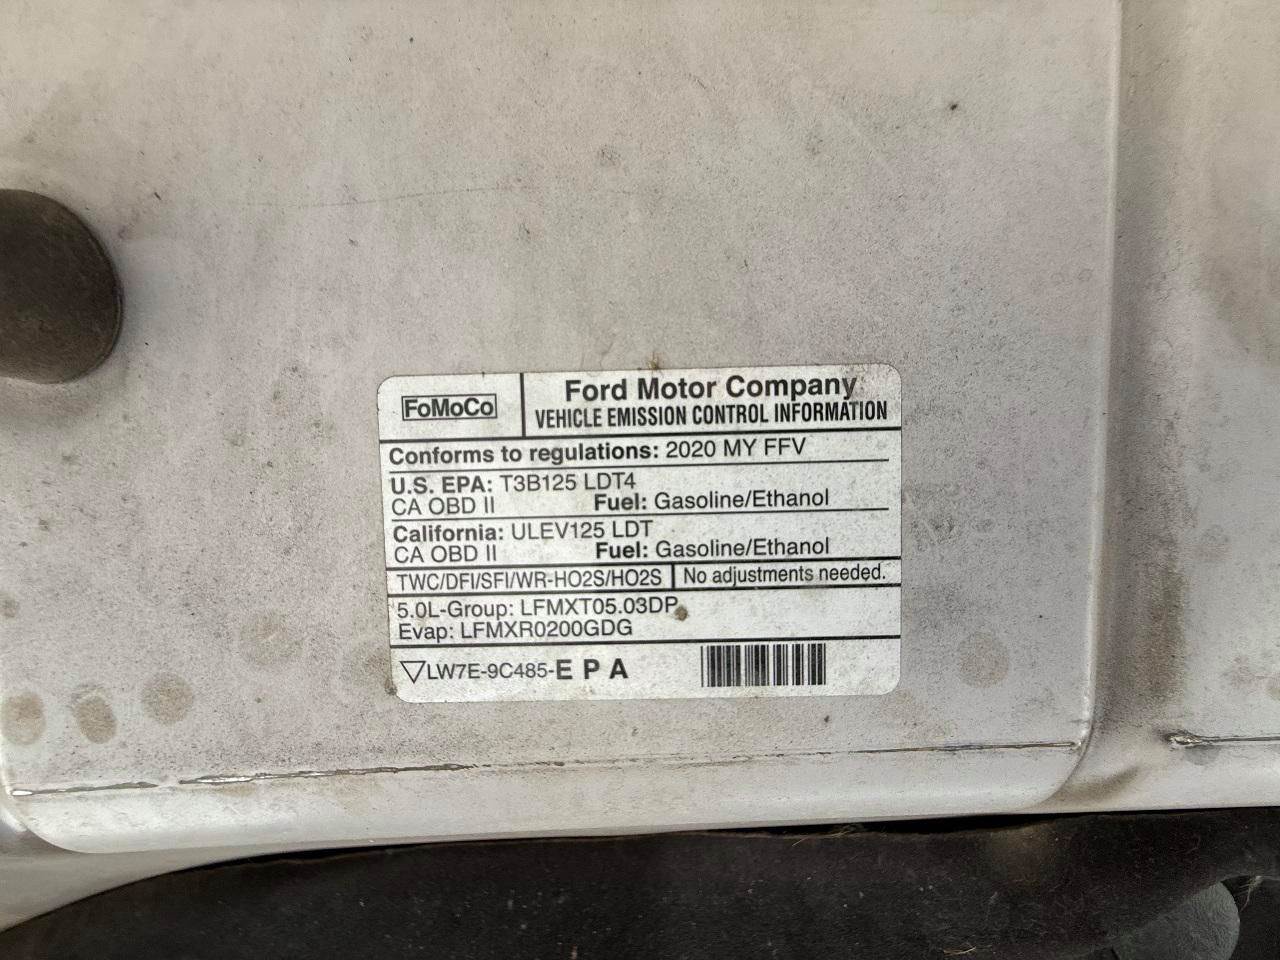 FoMoCo
Ford Motor Company
VEHICLE EMISSION CONTROL INFORMATION
Conforms to regulations: 2020 MY FFV
U.S. EPA: T3B125 LDT4
CA OBD II Fuel: Gasoline/Ethanol
California: ULEV125 LDT
CA OBD II Fuel: Gasoline/Ethanol
TWC/DFI/SFI/WR-HO2S/HO2S No adjustments needed.
5.0L-Group: LFMXT05.03DP
Evap: LFMXR0200GDG
LW7E-9C485-E P A